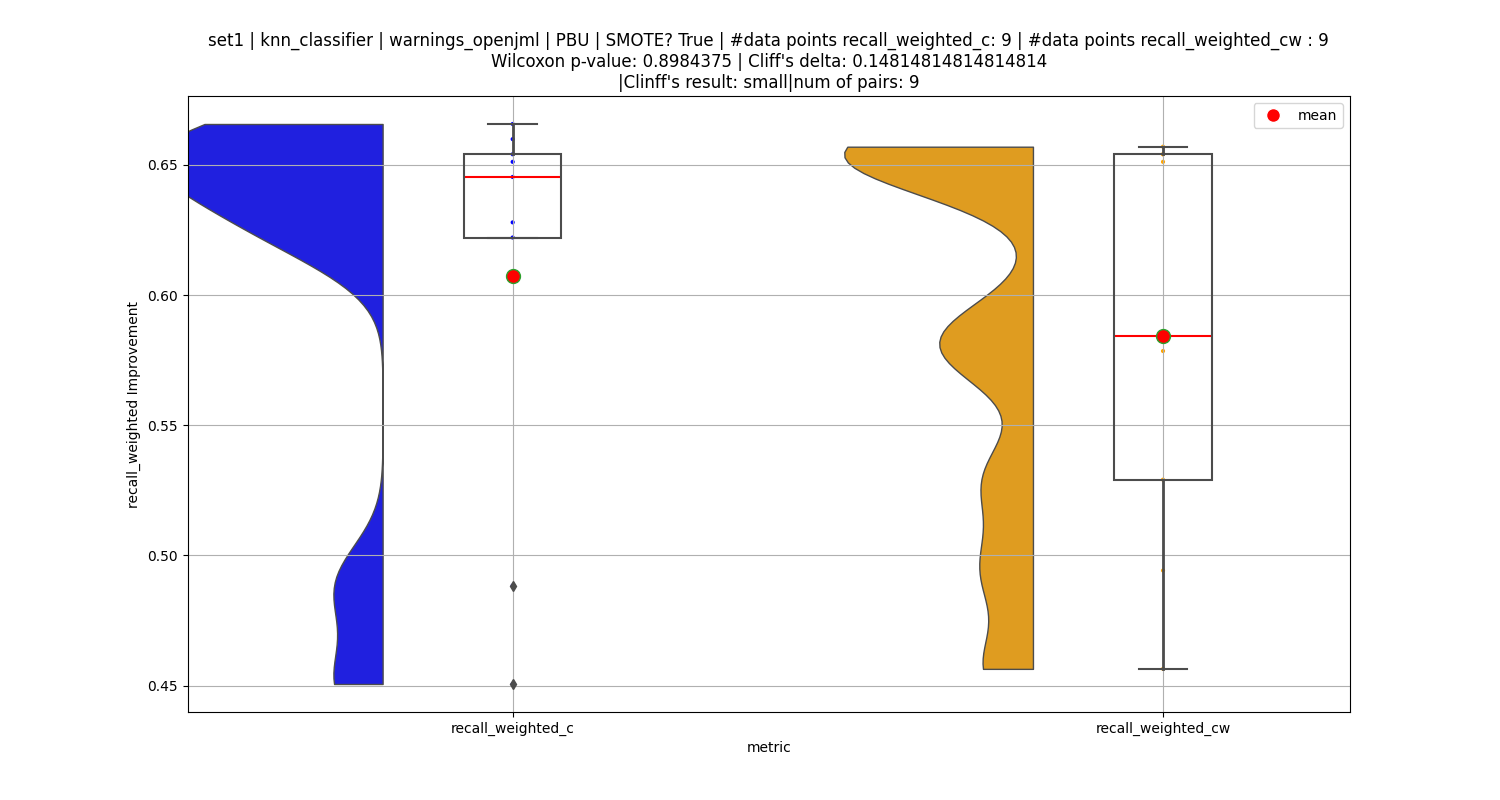 set1 | knn_classifier | warnings_openjml | PBU | SMOTE? True | #data points recall_weighted_c: 9 | #data points recall_weighted_cw : 9
Wilcoxon p-value: 0.8984375 | Cliff's delta: 0.14814814814814814
|Clinff's result: small|num of pairs: 9
mean
0.65
0.60
0.55
0.50
0.45
recall_weighted Improvement
recall_weighted_c
recall_weighted_cw
metric